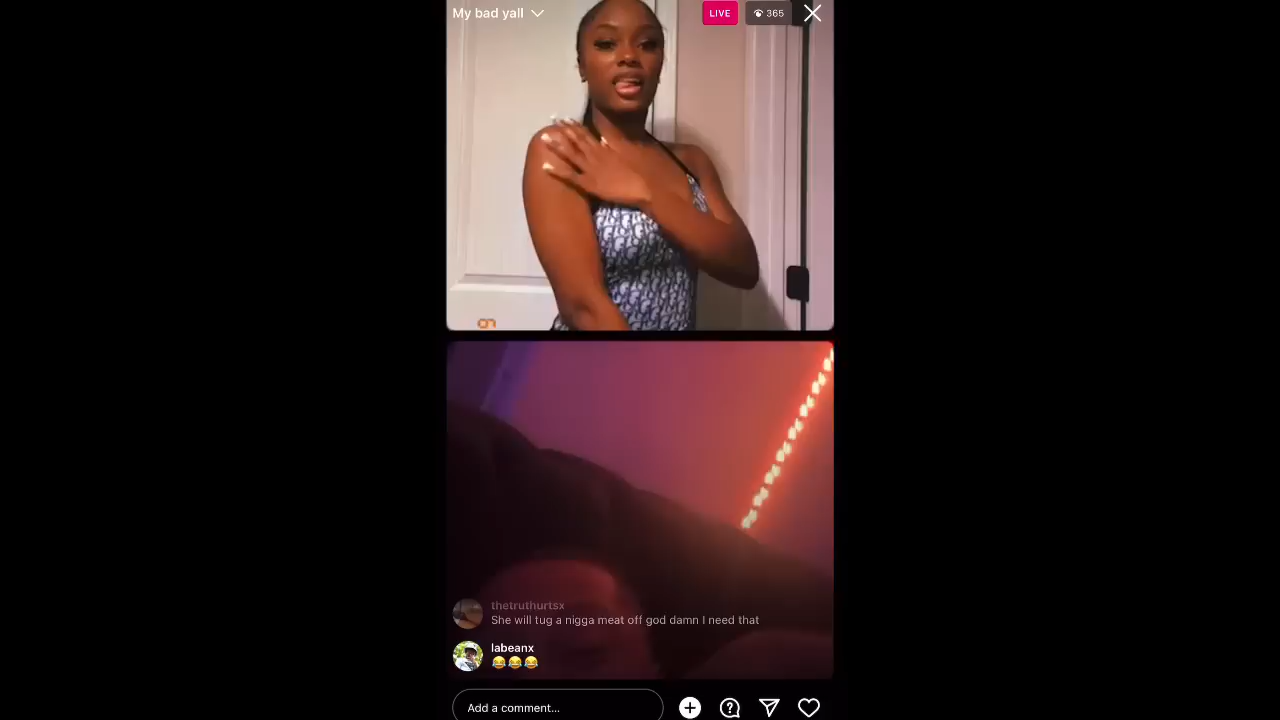 My bad yall
LIVE
365
on
thetruthurtsx
She will tug a nigga meat off god damn I need that
labeanx
Add a comment...